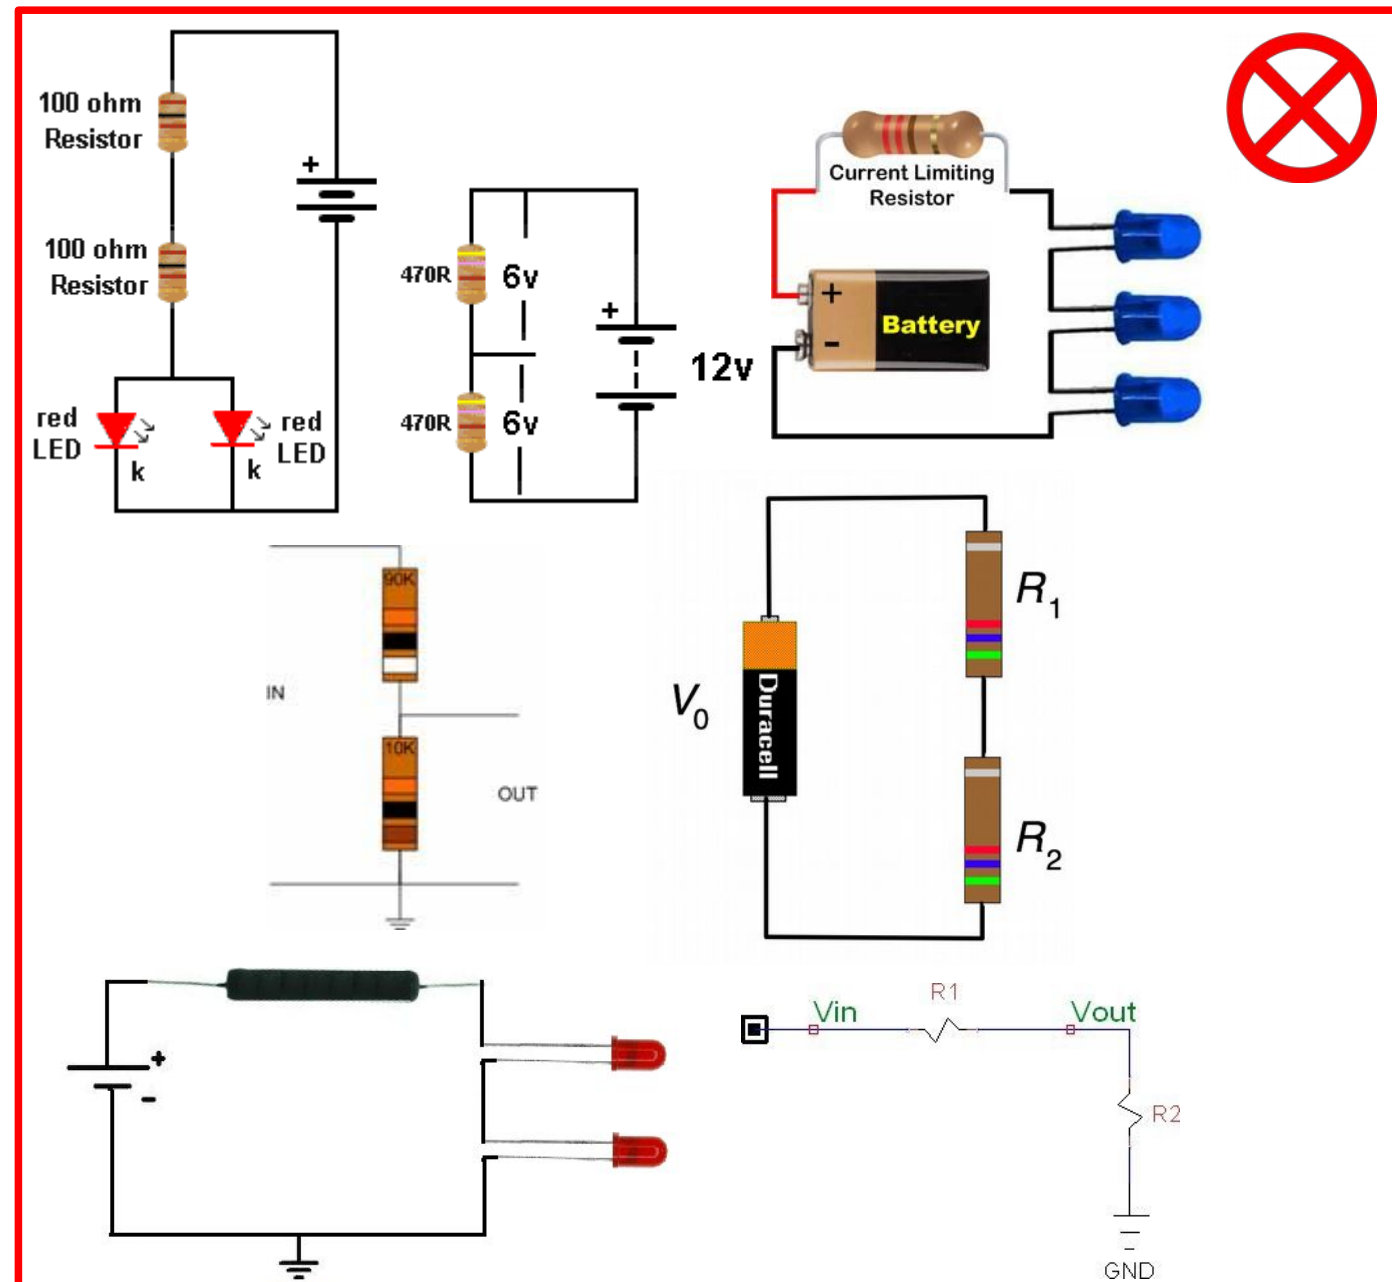 100 ohm
Resistor
+
100 ohm
Resistor
red
LED
k
red
LED
k
470R
6v
+
12v
470R
6v
Current Limiting
Resistor
+
-
Battery
90K
IN
10K
OUT
V0
Duracell
R1
R2
+
-
Vin
R1
Vout
R2
GND